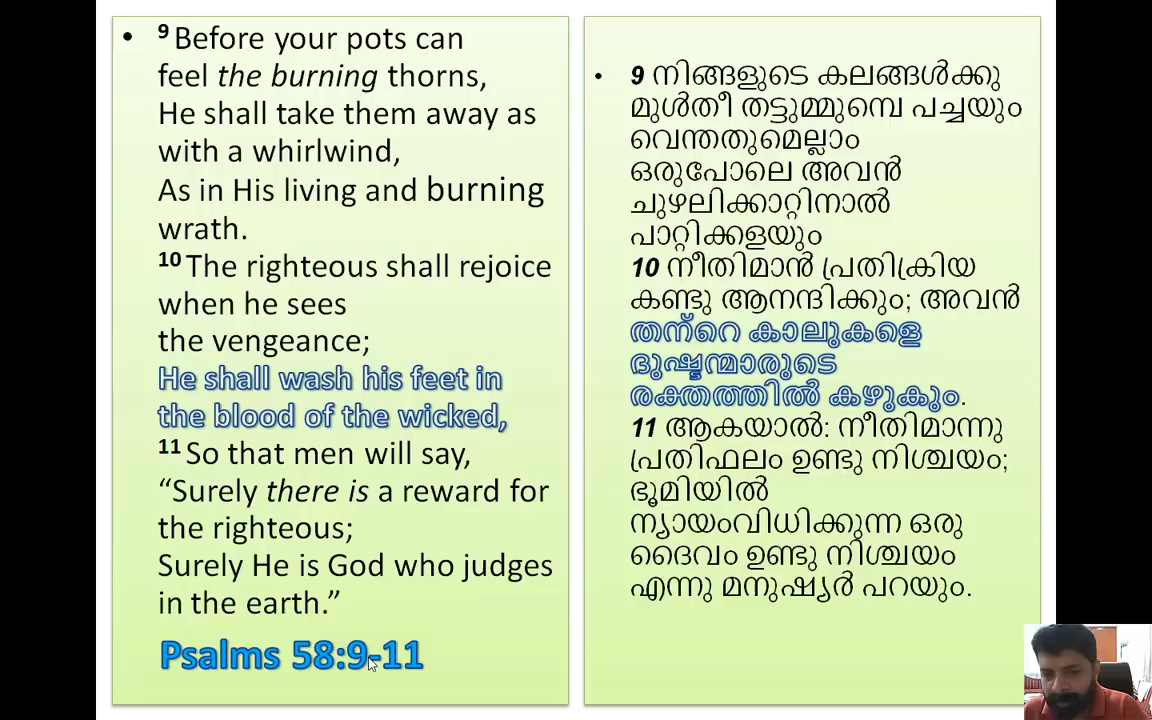 • 9 Before your pots can
feel the burning thorns,
He shall take them away as
with a whirlwind,
As in His living and burning
wrath.
10 The righteous shall rejoice
when he sees
the vengeance;
He shall wash his feet in
the blood of the wicked,
11 So that men will say,
“Surely there is a reward for
the righteous;
Surely He is God who judges
in the earth.”
Psalms 58:9-11
• 9 നിങ്ങളുടെ കലങ്ങൾക്കു
മുൾതീ തട്ടുമ്മുമ്പെ പച്ചയും
വെന്തതുമെല്ലാം
ഒരുപോലെ അവൻ
ചുഴലിക്കാറ്റിനാൽ
പാറ്റിക്കളയും
10 നീതിമാൻ പ്രതിക്രിയ
കണ്ടു ആനന്ദിക്കും; അവൻ
തന്റെ കാലുകളെ
ദുഷ്ടന്മാരുടെ
രക്തത്തിൽ കഴുകും.
11 ആകയാൽ: നീതിമാന്നു
പ്രതിഫലം ഉണ്ടു നിശ്ചയം;
ഭൂമിയിൽ
ന്യായംവിധിക്കുന്ന ഒരു
ദൈവം ഉണ്ടു നിശ്ചയം
എന്നു മനുഷ്യർ പറയും.